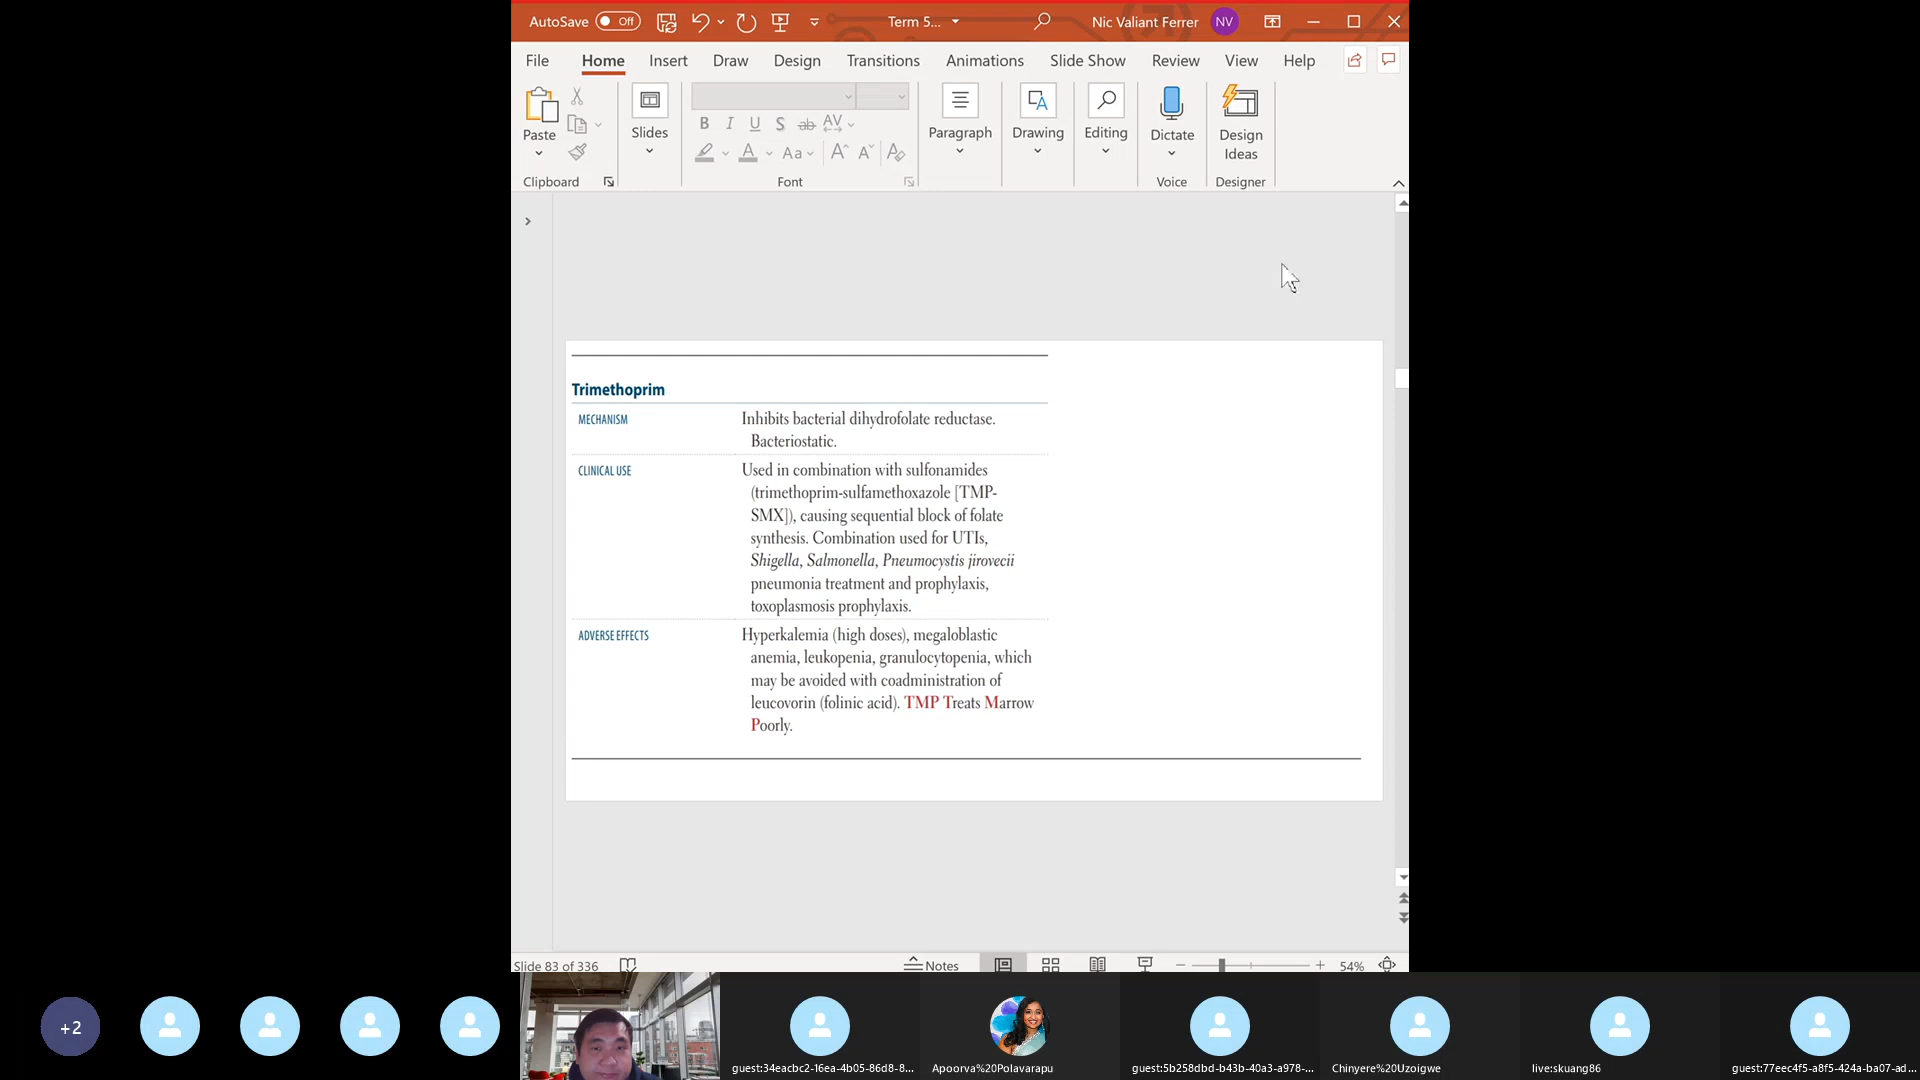 AutoSave Off Term 5... Nic Valiant Ferrer NV
File Home Insert Draw Design Transitions Animations Slide Show Review View Help
Paste
Slides
B I U S ab AV
Aa A A A
Paragraph
Drawing
Editing
Dictate
Design
Ideas
Clipboard Font Voice Designer
Trimethoprim
MECHANISM Inhibits bacterial dihydrofolate reductase.
Bacteriostatic.
CLINICAL USE Used in combination with sulfonamides
(trimethoprim-sulfamethoxazole [TMP-
SMX]), causing sequential block of folate
synthesis. Combination used for UTIs,
Shigella, Salmonella, Pneumocystis jirovecii
pneumonia treatment and prophylaxis,
toxoplasmosis prophylaxis.
ADVERSE EFFECTS Hyperkalemia (high doses), megaloblastic
anemia, leukopenia, granulocytopenia, which
may be avoided with coadministration of
leucovorin (folinic acid). TMP Treats Marrow
Poorly.
Slide 83 of 336 Notes 54%
+2
guest:34eacbc2-16ea-4b05-86d8-8... Apoorva%20Polavarapu guest:5b258dbd-b43b-40a3-a978-... Chinyere%20Uzoigwe live:skuang86 guest:77eec4f5-a8f5-424a-ba07-ad...